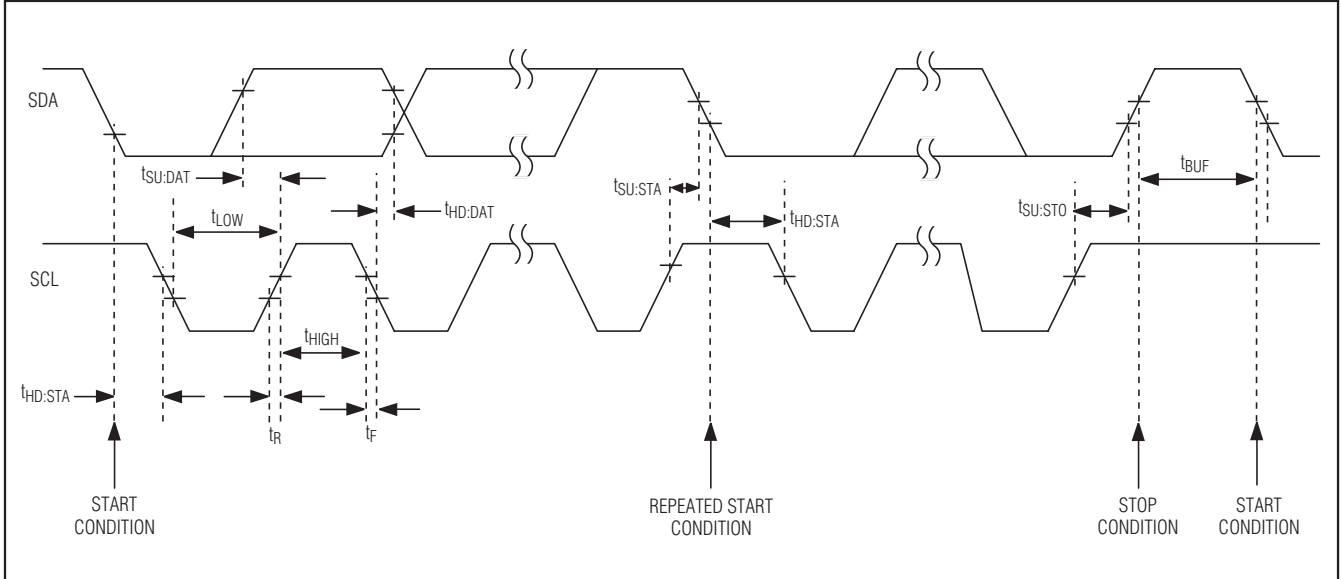 SDA
tSU:DAT
tLOW
tHD:DAT
tSU:STA
tHD:STA
tSU:STO
tBUF
SCL
tHIGH
tHD:STA
tR
tF
START
CONDITION
REPEATED START
CONDITION
STOP
CONDITION
START
CONDITION